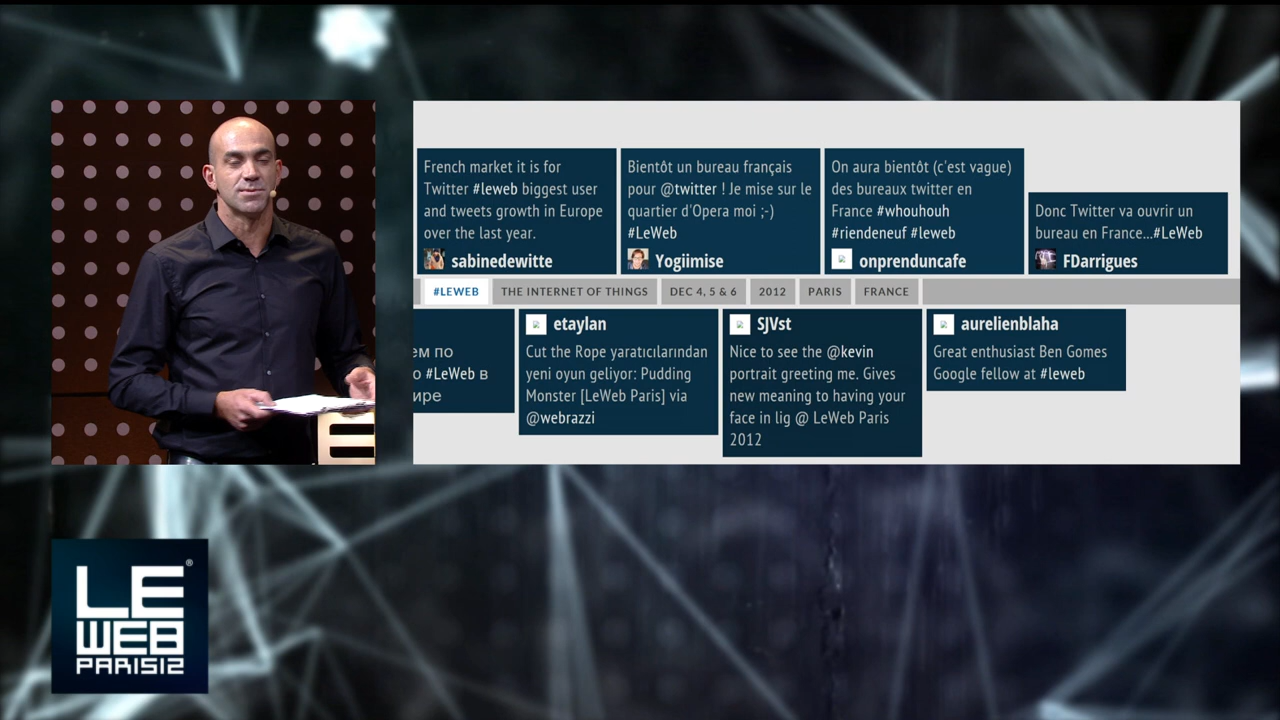 French market it is for
Twitter #leweb biggest user
and tweets growth in Europe
over the last year.
sabinedewitte
Bientôt un bureau français
pour @twitter ! Je mise sur le
quartier d'Opera moi ;-)
#LeWeb
Yogiimise
On aura bientôt (c'est vague)
des bureaux twitter en
France #whouhouh
#riendeneuf #leweb
onprenduncafe
Donc Twitter va ouvrir un
bureau en France...#LeWeb
FDarrigues
#LEWEB
THE INTERNET OF THINGS
DEC 4, 5 & 6
2012
PARIS
FRANCE
ем по
о #LeWeb в
ире
etaylan
Cut the Rope yaratıcılarından
yeni oyun geliyor: Pudding
Monster [LeWeb Paris] via
@webrazzi
SJVst
Nice to see the @kevin
portrait greeting me. Gives
new meaning to having your
face in lig @ LeWeb Paris
2012
aurelienblaha
Great enthusiast Ben Gomes
Google fellow at #leweb
LE®
WEB
PARIS12